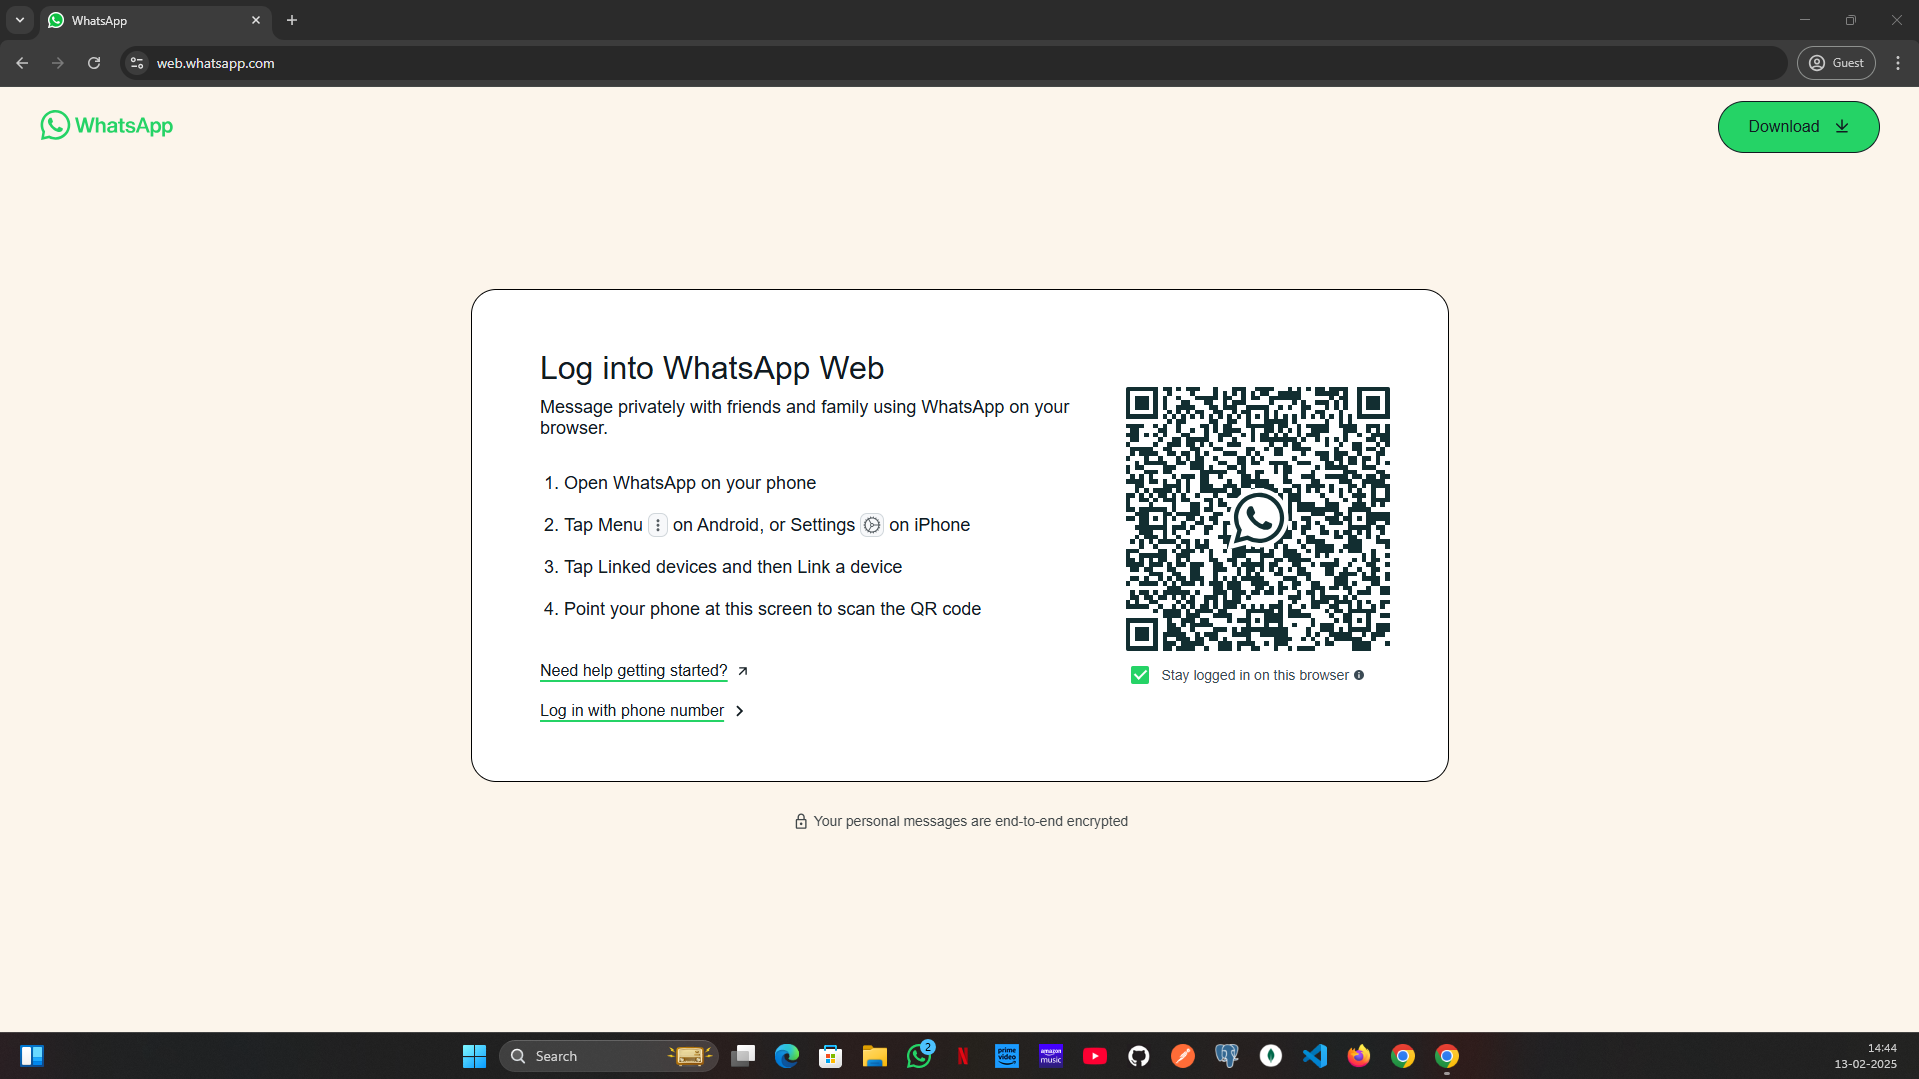 WhatsApp
web.whatsapp.com
Guest
WhatsApp
Download
Log into WhatsApp Web
Message privately with friends and family using WhatsApp on your
browser.
1. Open WhatsApp on your phone
2. Tap Menu on Android, or Settings on iPhone
3. Tap Linked devices and then Link a device
4. Point your phone at this screen to scan the QR code
Need help getting started?
Log in with phone number
Stay logged in on this browser
Your personal messages are end-to-end encrypted
Search
2
N
prime
video
amazon
music
14:44
13-02-2025